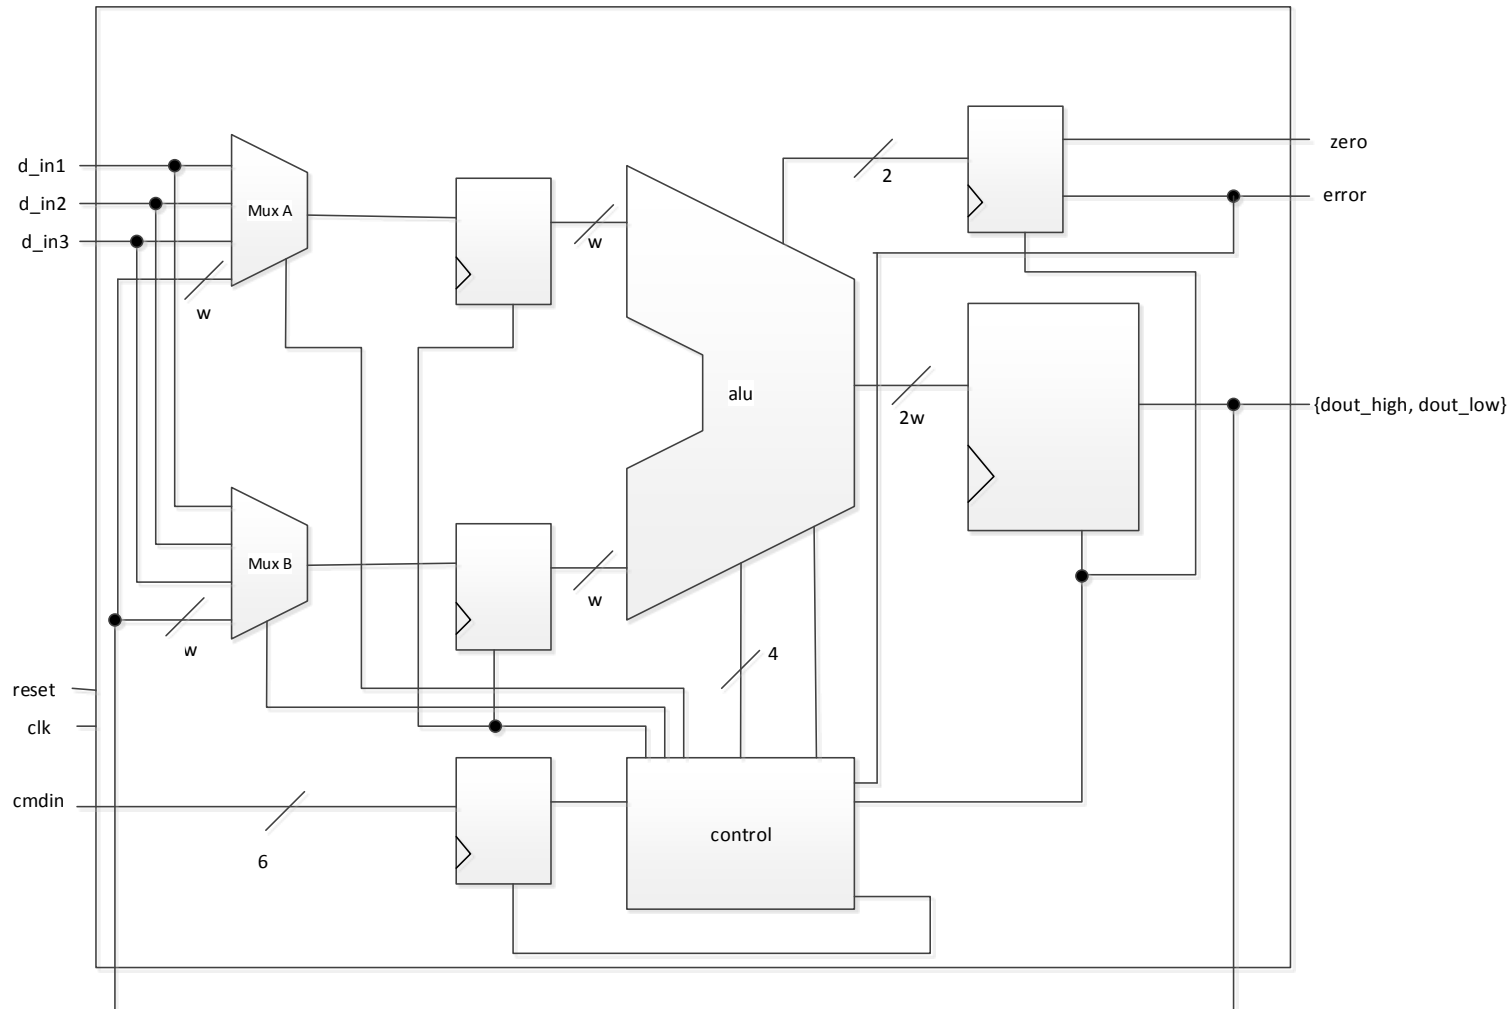 zero
d_in1
2
error
d_in2
Mux A
d_in3
w
w
alu
{dout_high, dout_low}
2w
Mux B
w
w
4
reset
clk
cmdin
control
6